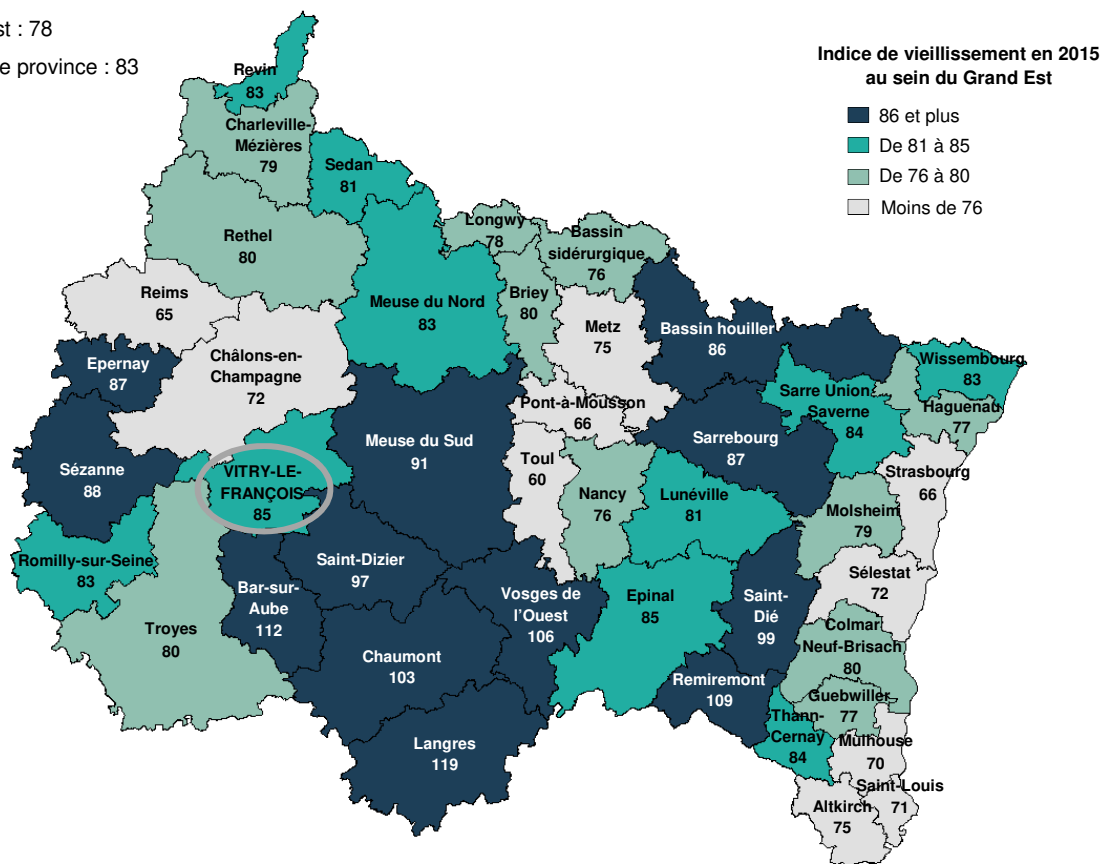 st : 78
e province : 83
Indice de vieillissement en 2015
au sein du Grand Est
86 et plus
De 81 à 85
De 76 à 80
Moins de 76
Revin
83
Charleville-
Mézières
79
Sedan
81
Rethel
80
Longwy
78
Bassin
sidérurgique
76
Reims
65
Meuse du Nord
83
Briey
80
Metz
75
Bassin houiller
86
Epernay
87
Châlons-en-
Champagne
72
Wissembourg
83
Sarre Union
Saverne
84
Haguenau
77
Pont-à-Mousson
66
Meuse du Sud
91
Sarrebourg
87
Sézanne
88
VITRY-LE-
FRANÇOIS
85
Toul
60
Nancy
76
Lunéville
81
Strasbourg
66
Molsheim
79
Romilly-sur-Seine
83
Saint-Dizier
97
Bar-sur-
Aube
112
Vosges de
l'Ouest
106
Epinal
85
Saint-
Dié
99
Sélestat
72
Troyes
80
Chaumont
103
Colmar
Neuf-Brisach
80
Remiremont
109
Guebwiller
77
Langres
119
Thann-
Cernay
84
Mulhouse
70
Saint-Louis
71
Altkirch
75